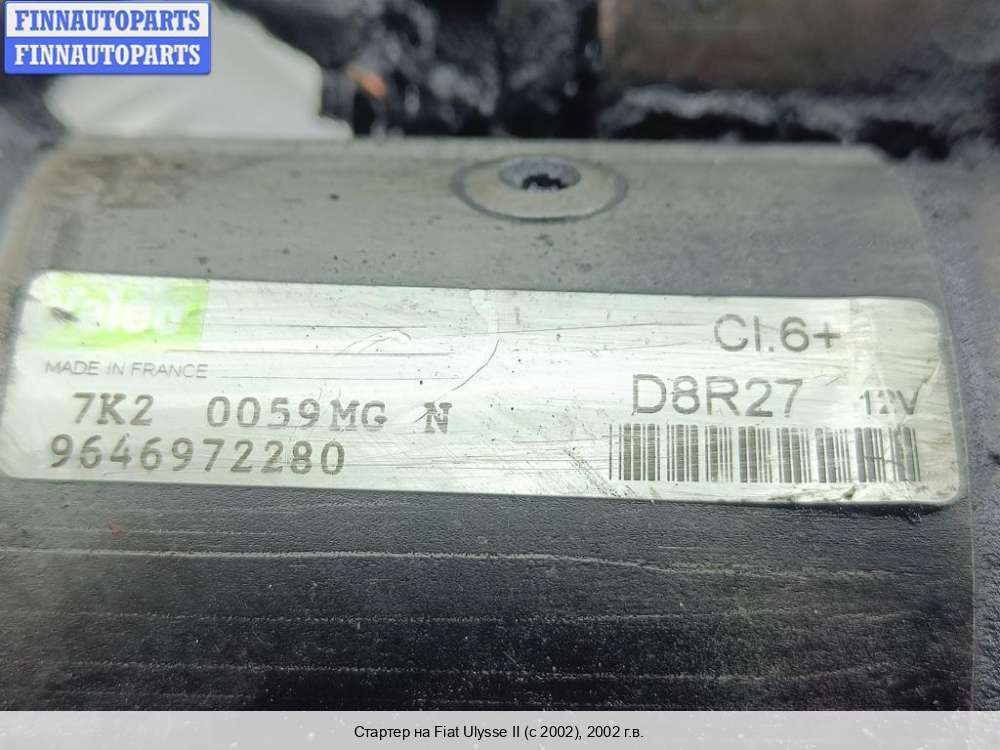 FINNAUTOPARTS
FINNAUTOPARTS
Valeo
Cl.6+
MADE IN FRANCE
D8R27 12V
7K2 0059MG N
9646972280
Стартер на Fiat Ulysse II (с 2002), 2002 г.в.